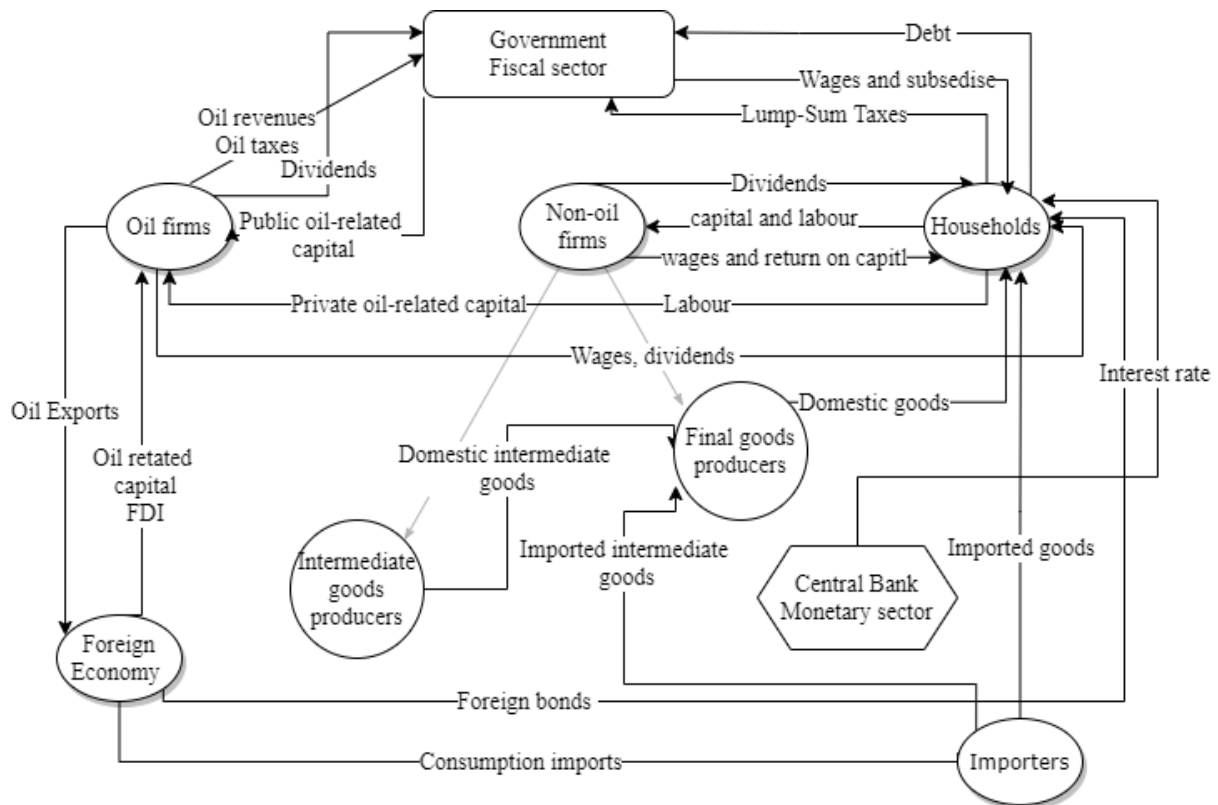 Government
Fiscal sector
Debt
Wages and subsedise
Lump-Sum Taxes
Oil revenues
Oil taxes
Dividends
Oil firms
Public oil-related
capital
Non-oil
firms
Dividends
capital and labour
wages and return on capitl
Households
Private oil-related capital
Labour
Wages, dividends
Interest rate
Oil Exports
Domestic goods
Final goods
producers
Domestic intermediate
goods
Oil retated
capital
FDI
Imported intermediate
goods
Imported goods
Intermediate
goods
producers
Central Bank
Monetary sector
Foreign
Economy
Foreign bonds
Consumption imports
Importers